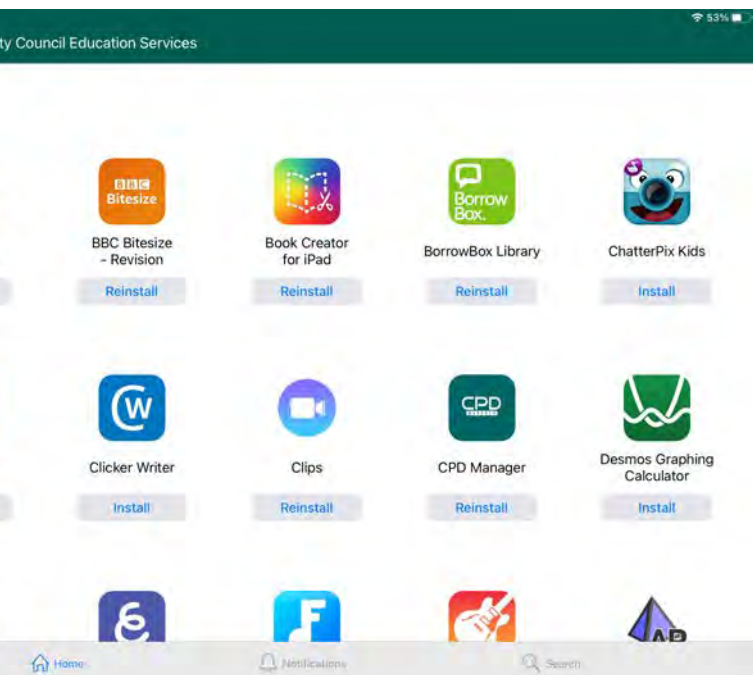 53%
ty Council Education Services
BBC
Bitesize
Borrow
Box.
BBC Bitesize
- Revision
Book Creator
for iPad
BorrowBox Library
ChatterPix Kids
Reinstall
Reinstall
Reinstall
Install
CW
CPD
Clicker Writer
Clips
CPD Manager
Desmos Graphing
Calculator
Install
Reinstall
Reinstall
Install
F
AR
Home
Notifications
Search